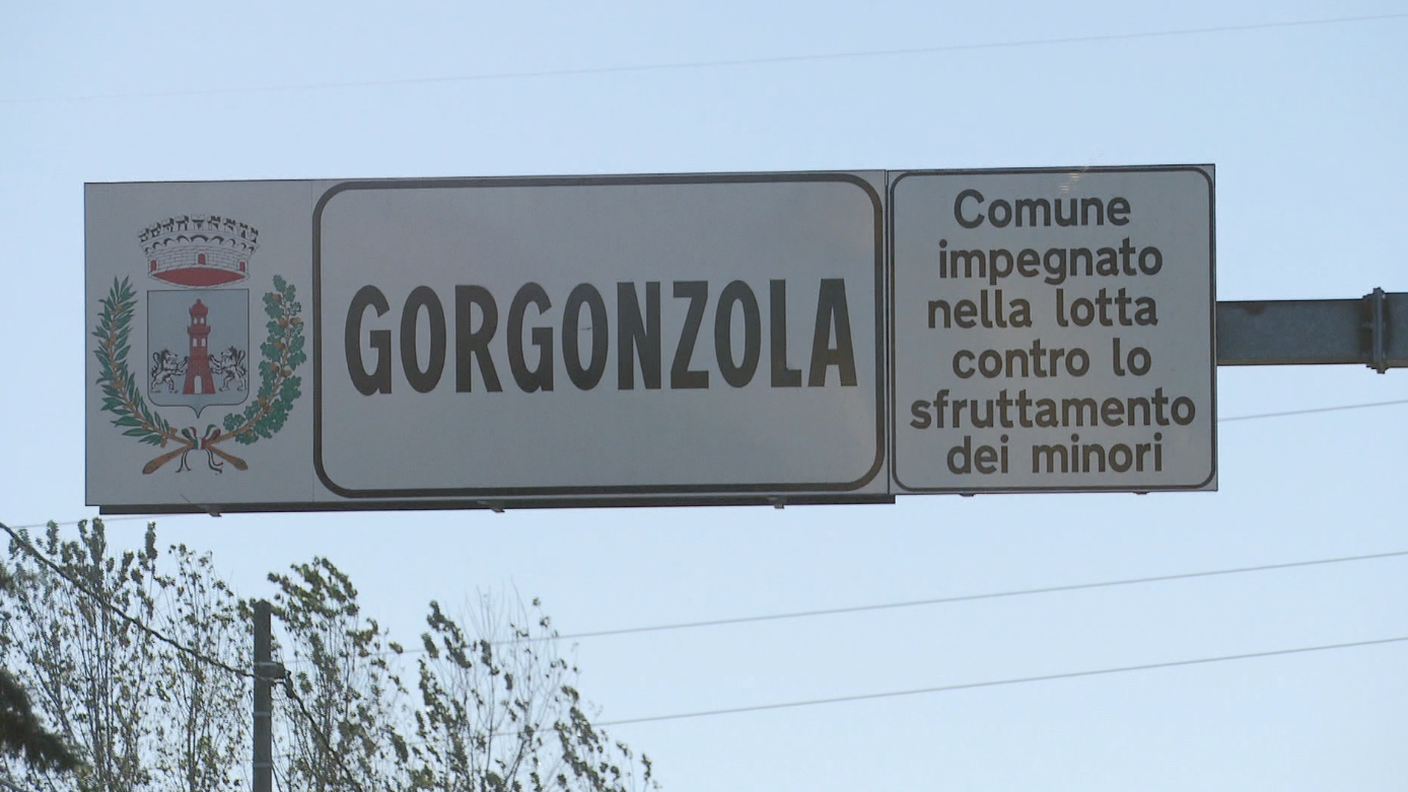 GORGONZOLA
Comune
impegnato
nella lotta
contro lo
sfruttamento
dei minori